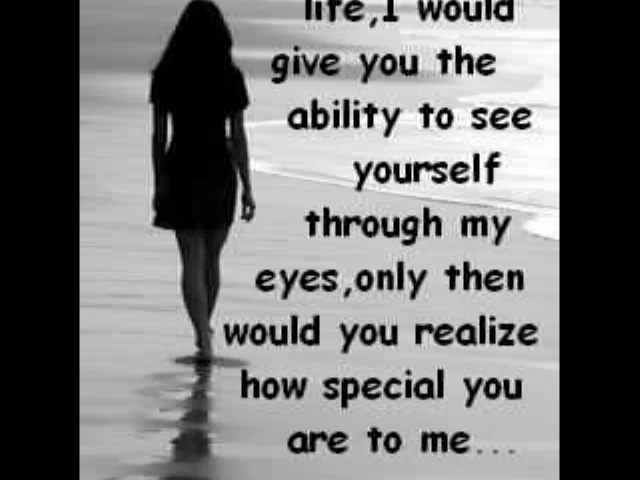 life,I would
give you the
ability to see
yourself
through my
eyes,only then
would you realize
how special you
are to me...